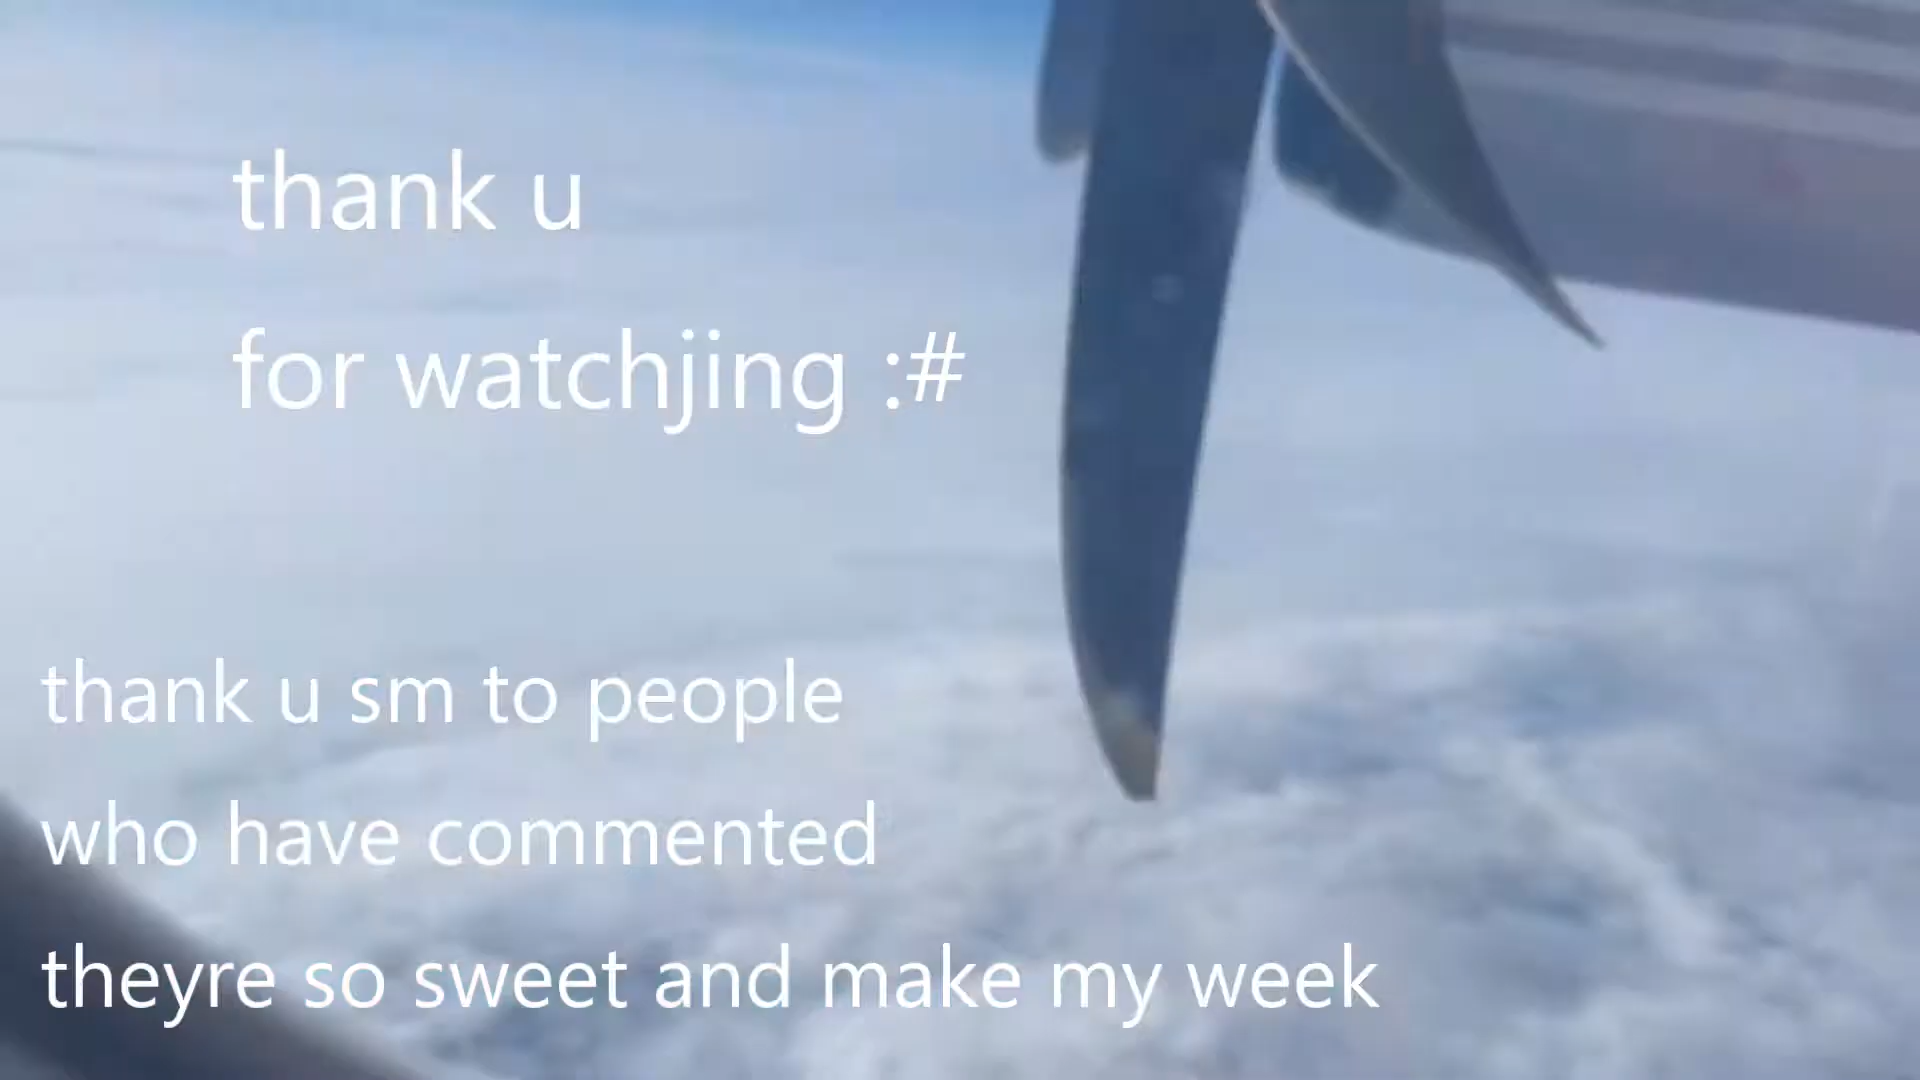 thank u
for watchjing :#
thank u sm to people
who have commented
theyre so sweet and make my week